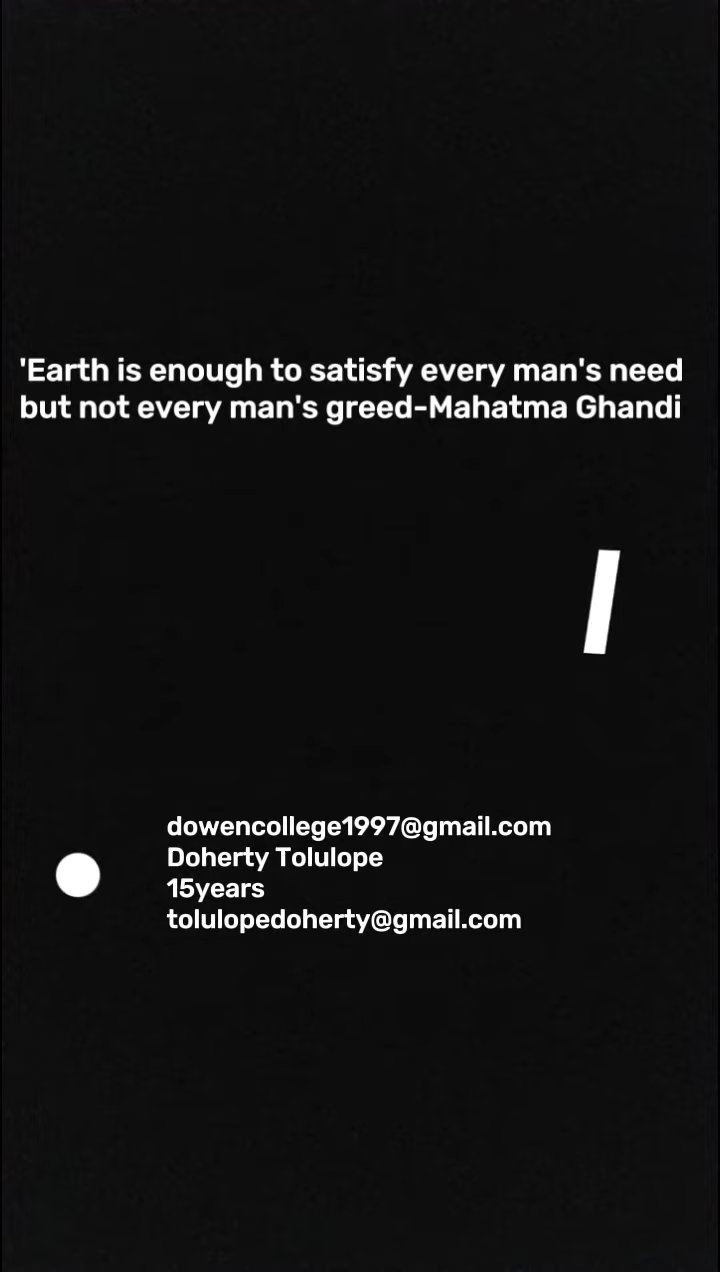 'Earth is enough to satisfy every man's need
but not every man's greed-Mahatma Ghandi
dowencollege1997@gmail.com
Doherty Tolulope
15years
tolulopedoherty@gmail.com